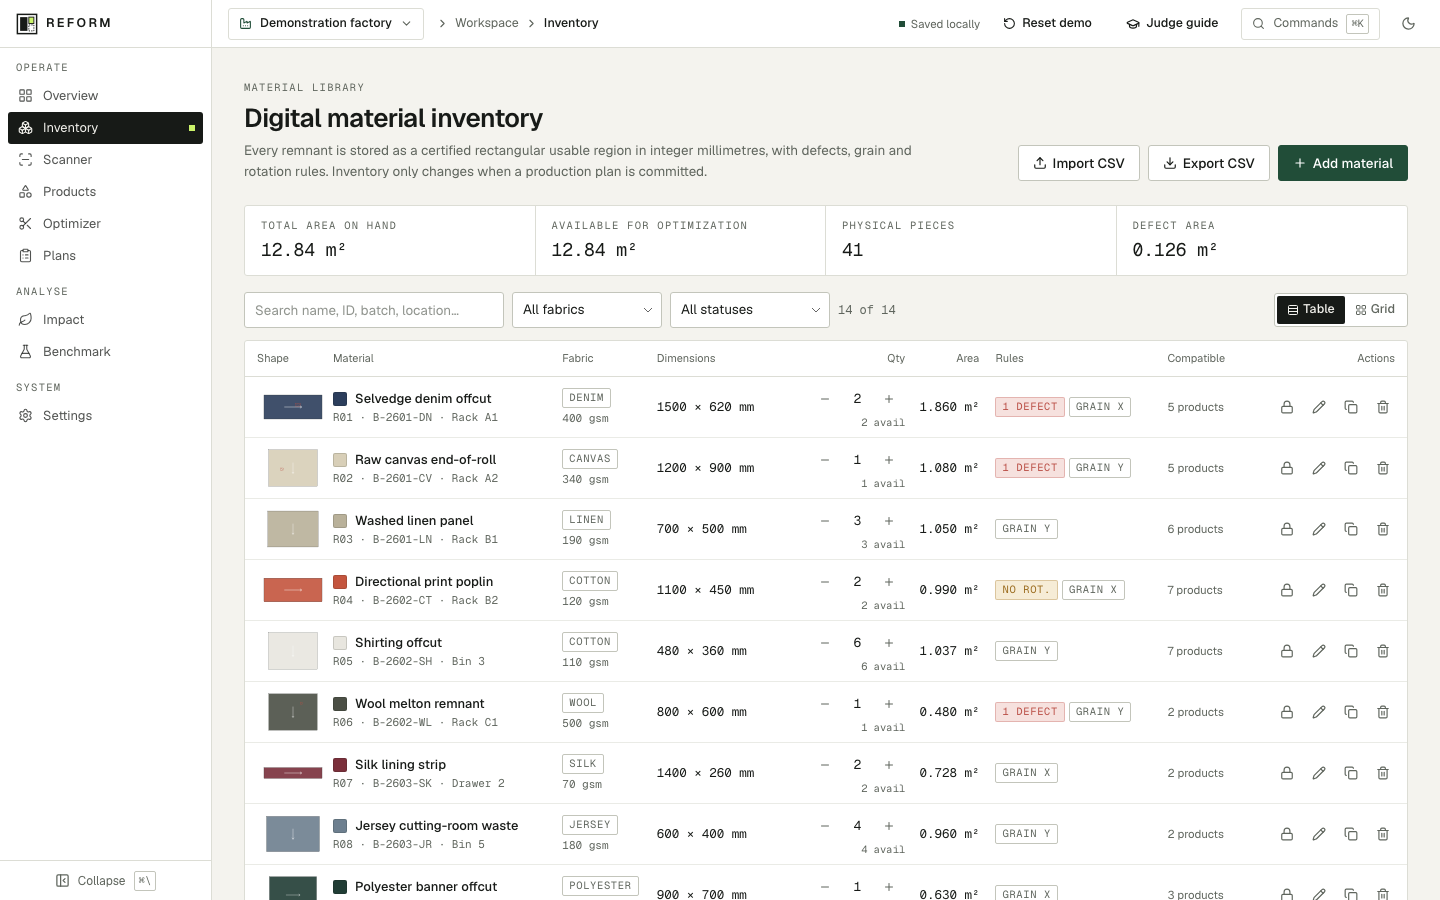 REFORM
Demonstration factory
Workspace
Inventory
Saved locally
Reset demo
Judge guide
Commands ⌘K
OPERATE
Overview
Inventory
Scanner
Products
Optimizer
Plans
ANALYSE
Impact
Benchmark
SYSTEM
Settings
Collapse ⌘\
MATERIAL LIBRARY
Digital material inventory
Every remnant is stored as a certified rectangular usable region in integer millimetres, with defects, grain and
rotation rules. Inventory only changes when a production plan is committed.
Import CSV
Export CSV
+ Add material
TOTAL AREA ON HAND
12.84 m²
AVAILABLE FOR OPTIMIZATION
12.84 m²
PHYSICAL PIECES
41
DEFECT AREA
0.126 m²
Search name, ID, batch, location…
All fabrics
All statuses
14 of 14
Table
Grid
Shape Material Fabric Dimensions Qty Area Rules Compatible Actions
Selvedge denim offcut
R01 · B-2601-DN · Rack A1
DENIM
400 gsm
1500 × 620 mm
− 2 +
2 avail
1.860 m²
1 DEFECT GRAIN X
5 products
Raw canvas end-of-roll
R02 · B-2601-CV · Rack A2
CANVAS
340 gsm
1200 × 900 mm
− 1 +
1 avail
1.080 m²
1 DEFECT GRAIN Y
5 products
Washed linen panel
R03 · B-2601-LN · Rack B1
LINEN
190 gsm
700 × 500 mm
− 3 +
3 avail
1.050 m²
GRAIN Y
6 products
Directional print poplin
R04 · B-2602-CT · Rack B2
COTTON
120 gsm
1100 × 450 mm
− 2 +
2 avail
0.990 m²
NO ROT. GRAIN X
7 products
Shirting offcut
R05 · B-2602-SH · Bin 3
COTTON
110 gsm
480 × 360 mm
− 6 +
6 avail
1.037 m²
GRAIN Y
7 products
Wool melton remnant
R06 · B-2602-WL · Rack C1
WOOL
500 gsm
800 × 600 mm
− 1 +
1 avail
0.480 m²
1 DEFECT GRAIN Y
2 products
Silk lining strip
R07 · B-2603-SK · Drawer 2
SILK
70 gsm
1400 × 260 mm
− 2 +
2 avail
0.728 m²
GRAIN X
2 products
Jersey cutting-room waste
R08 · B-2603-JR · Bin 5
JERSEY
180 gsm
600 × 400 mm
− 4 +
4 avail
0.960 m²
GRAIN Y
2 products
Polyester banner offcut
POLYESTER
900 × 700 mm
− 1 +
0.630 m²
GRAIN X
3 products